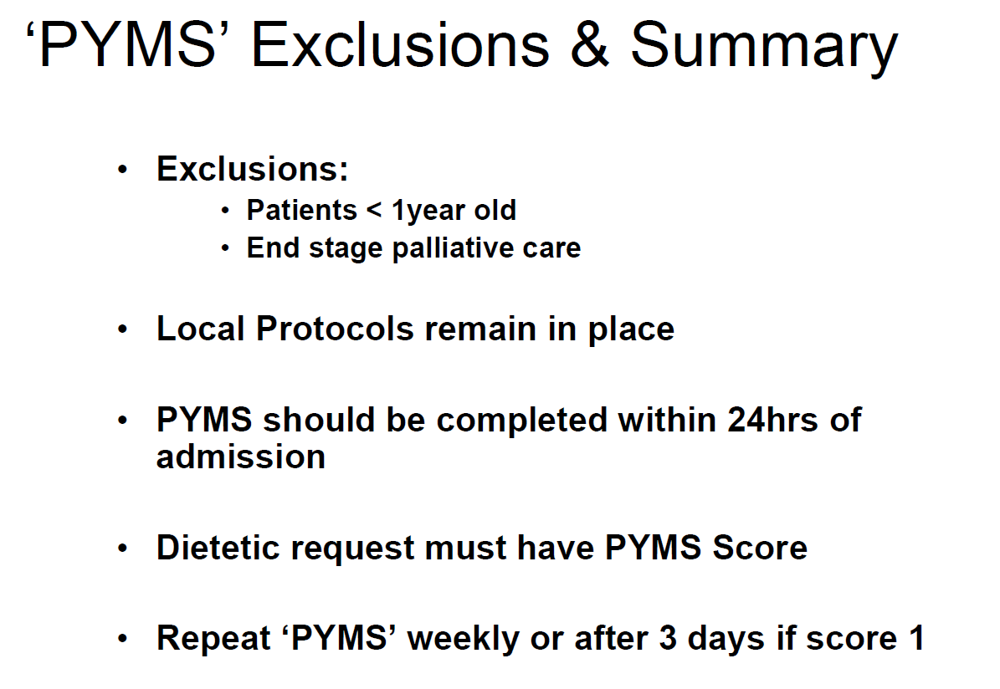 ‘PYMS’ Exclusions & Summary
• Exclusions:
• Patients < 1year old
• End stage palliative care
• Local Protocols remain in place
• PYMS should be completed within 24hrs of
admission
• Dietetic request must have PYMS Score
• Repeat ‘PYMS’ weekly or after 3 days if score 1